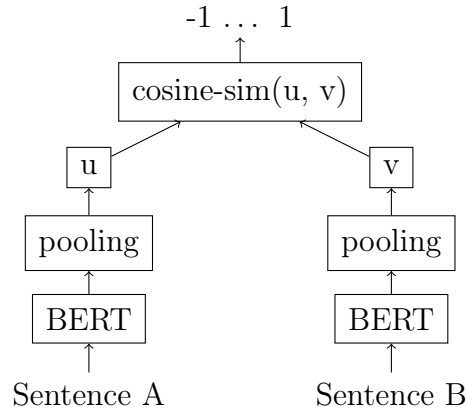 -1 … 1
cosine-sim(u, v)
u v
pooling pooling
BERT BERT
Sentence A Sentence B